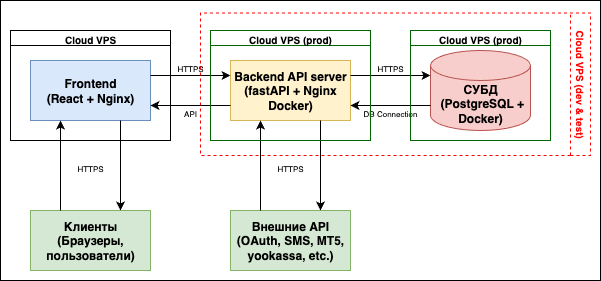 Cloud VPS
Cloud VPS (prod)
Cloud VPS (prod)
Cloud VPS (dev & test)
Frontend
(React + Nginx)
HTTPS
API
Backend API server
(fastAPI + Nginx
Docker)
HTTPS
DB Connection
СУБД
(PostgreSQL +
Docker)
HTTPS
HTTPS
Клиенты
(Браузеры,
пользователи)
Внешние API
(OAuth, SMS, MT5,
yookassa, etc.)